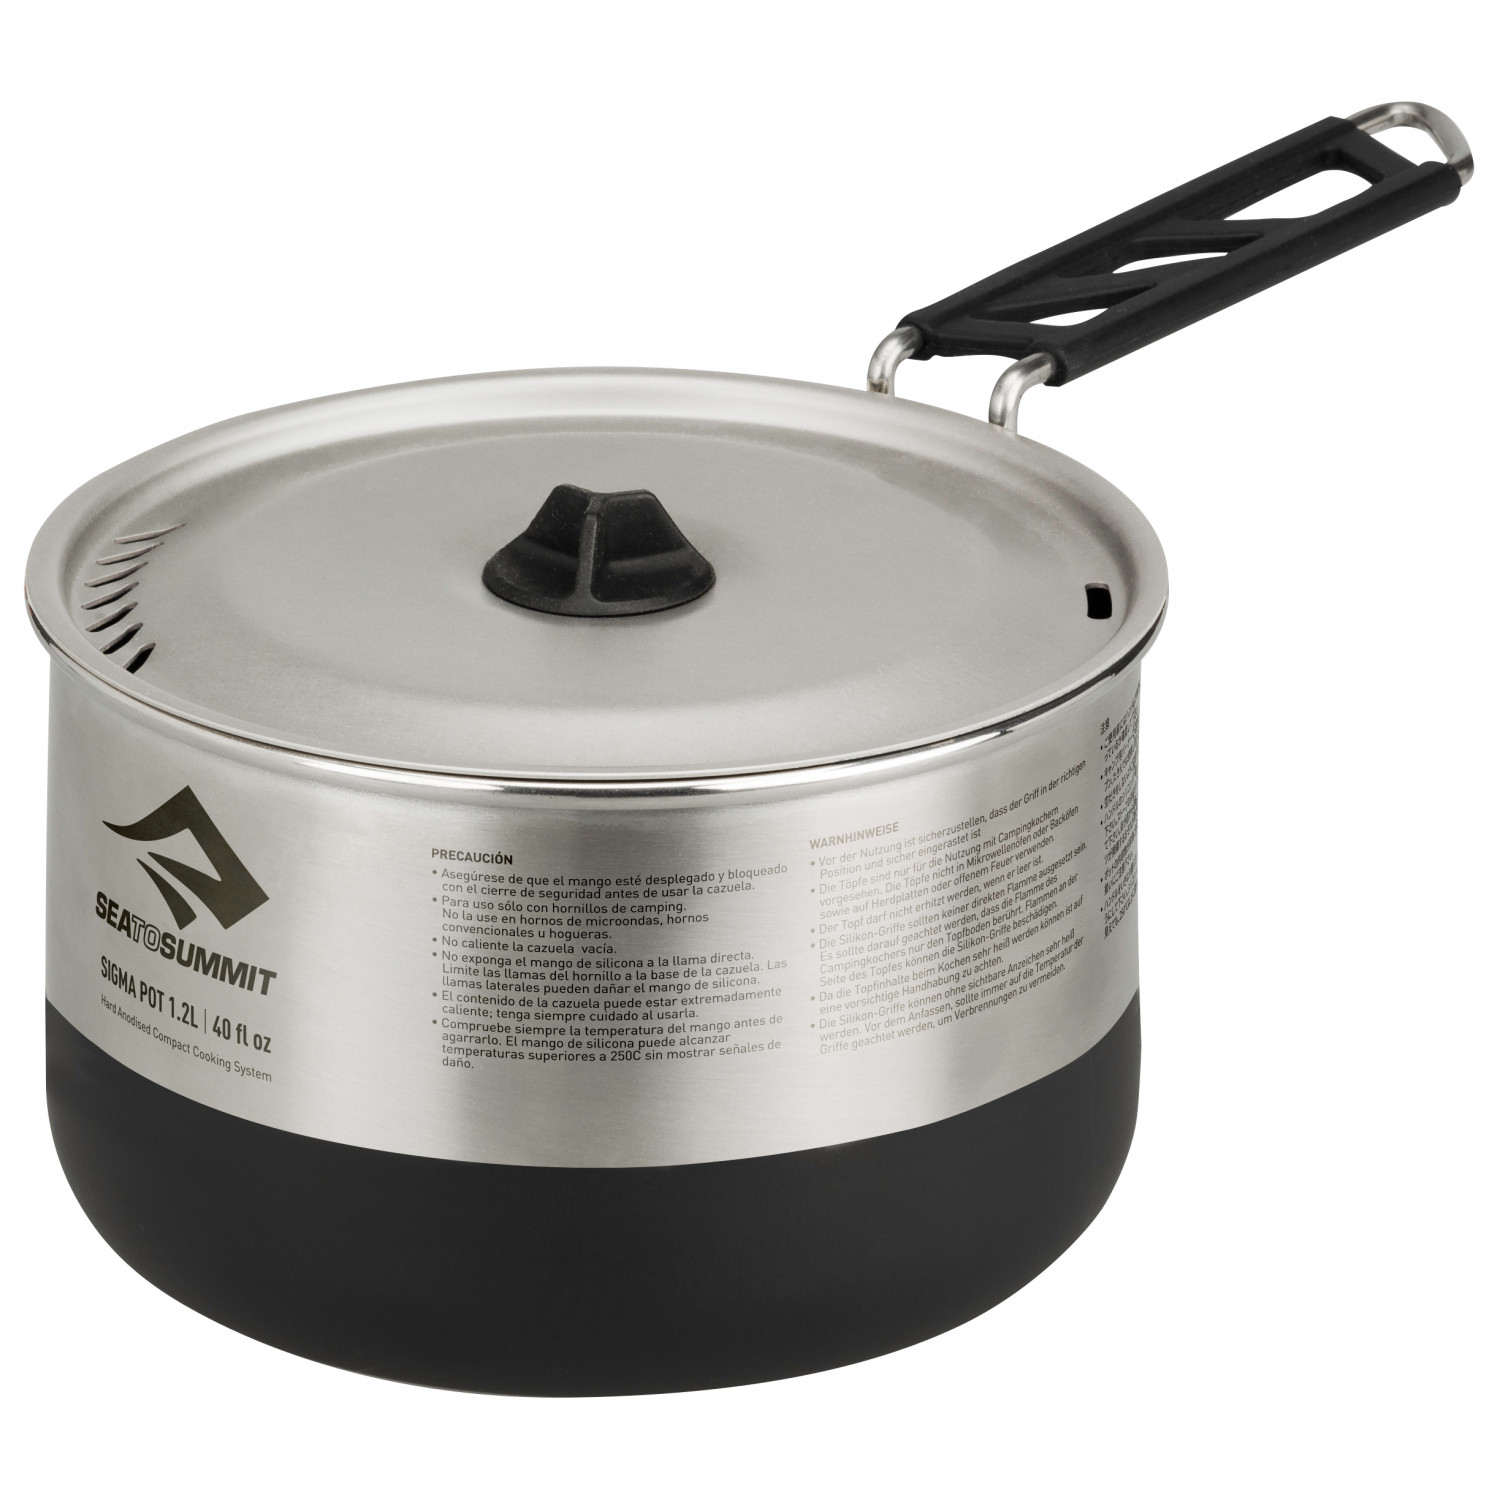 SEATOSUMMIT
SIGMA POT 1.2L | 40 fl oz
Hard Anodised Compact Cooking System
PRECAUCIÓN
• Asegúrese de que el mango esté desplegado y bloqueado
con el cierre de seguridad antes de usar la cazuela.
• Para uso sólo con hornillos de camping.
No la use en hornos de microondas, hornos
convencionales u hogueras.
• No caliente la cazuela vacía.
• No exponga el mango de silicona a la llama directa.
Limite las llamas del hornillo a la base de la cazuela. Las
llamas laterales pueden dañar el mango de silicona.
• El contenido de la cazuela puede estar extremadamente
caliente; tenga siempre cuidado al usarla.
• Compruebe siempre la temperatura del mango antes de
agarrarlo. El mango de silicona puede alcanzar
temperaturas superiores a 250C sin mostrar señales de
daño.
WARNHINWEISE
• Vor der Nutzung ist sicherzustellen, dass der Griff in der richtigen
Position und sicher eingerastet ist
• Die Töpfe sind nur für die Nutzung mit Campingkochern
vorgesehen. Die Töpfe nicht in Mikrowellenöfen oder Backöfen
sowie auf Herdplatten oder offenem Feuer verwenden.
• Der Topf darf nicht erhitzt werden, wenn er leer ist.
• Die Silikon-Griffe sollten keiner direkten Flamme ausgesetzt sein.
Es sollte darauf geachtet werden, dass die Flamme des
Campingkochers nur den Topfboden berührt. Flammen an der
Seite des Topfes können die Silikon-Griffe beschädigen.
• Da die Topfinhalte beim Kochen sehr heiß werden können ist auf
eine vorsichtige Handhabung zu achten.
• Die Silikon-Griffe können ohne sichtbare Anzeichen sehr heiß
werden. Vor dem Anfassen, sollte immer auf die Temperatur der
Griffe geachtet werden, um Verbrennungen zu vermeiden.
注意